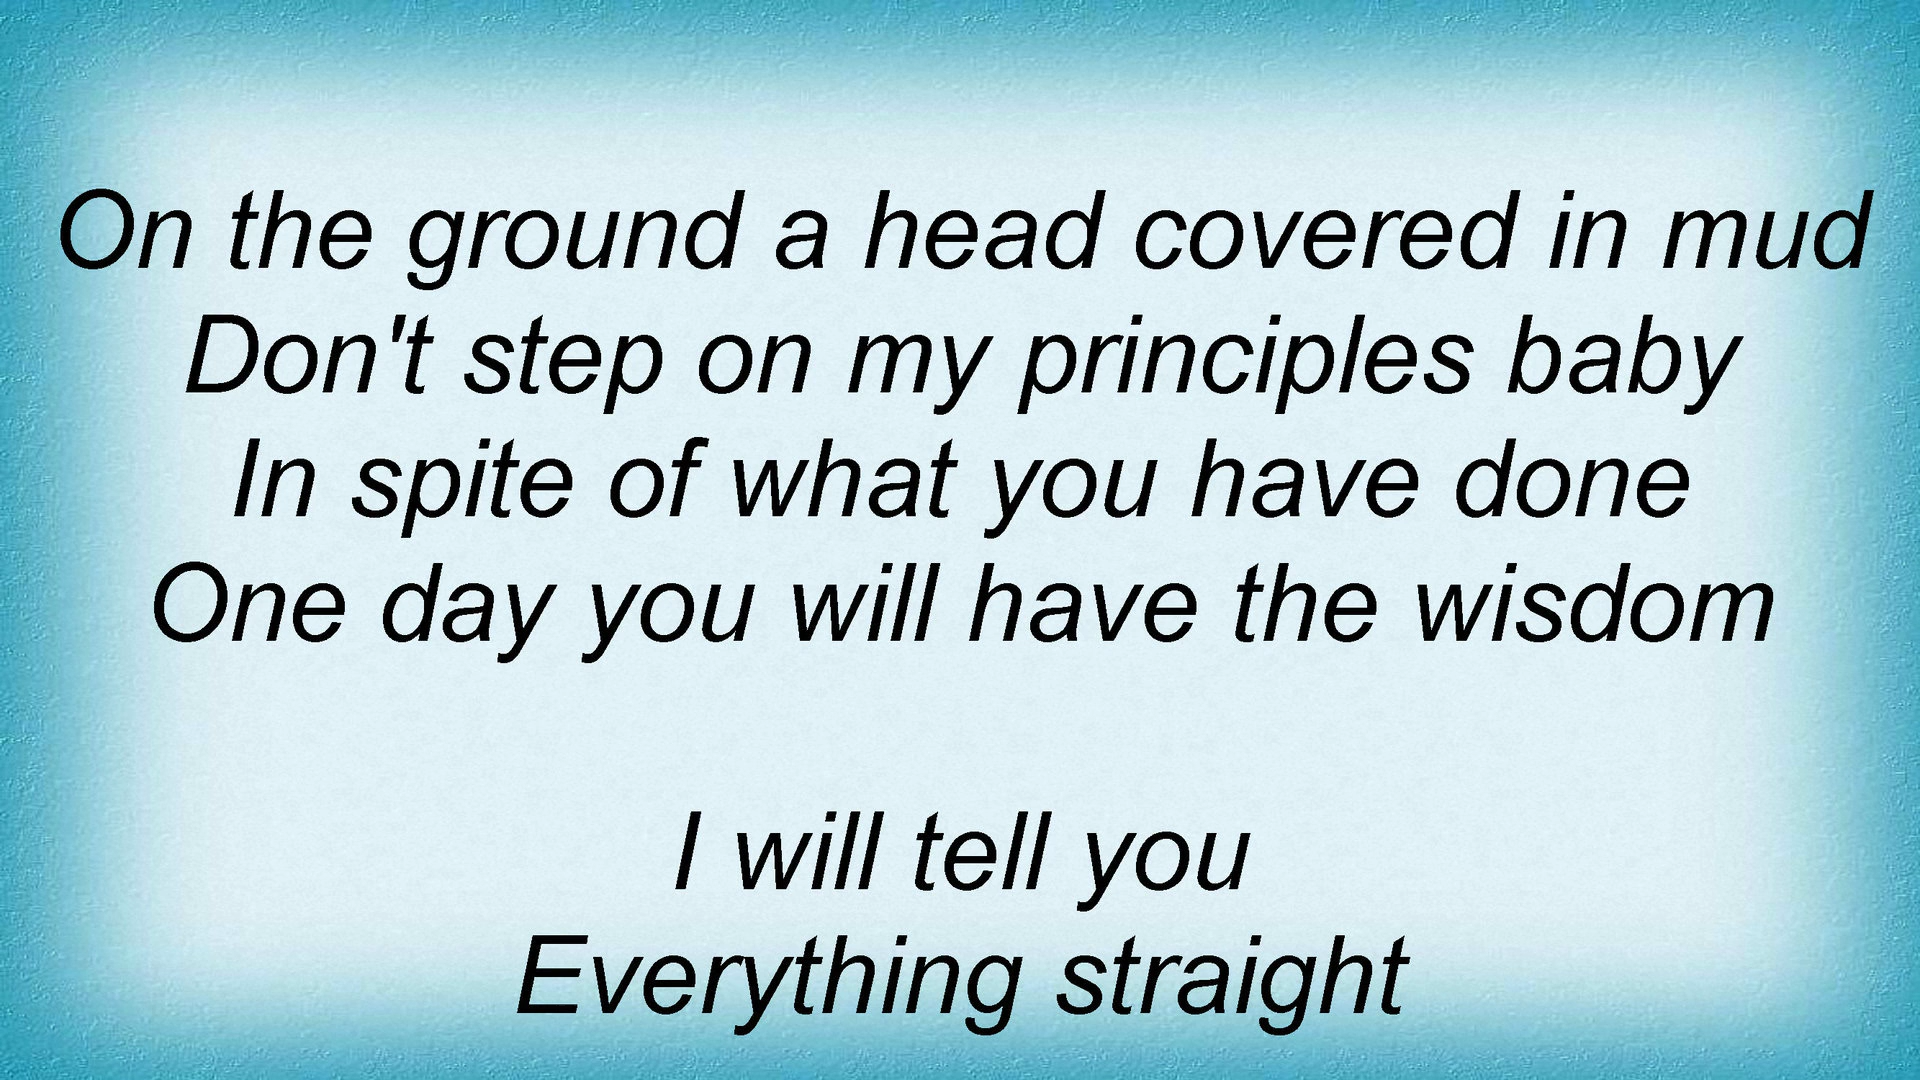 On the ground a head covered in mud
Don't step on my principles baby
In spite of what you have done
One day you will have the wisdom
I will tell you
Everything straight